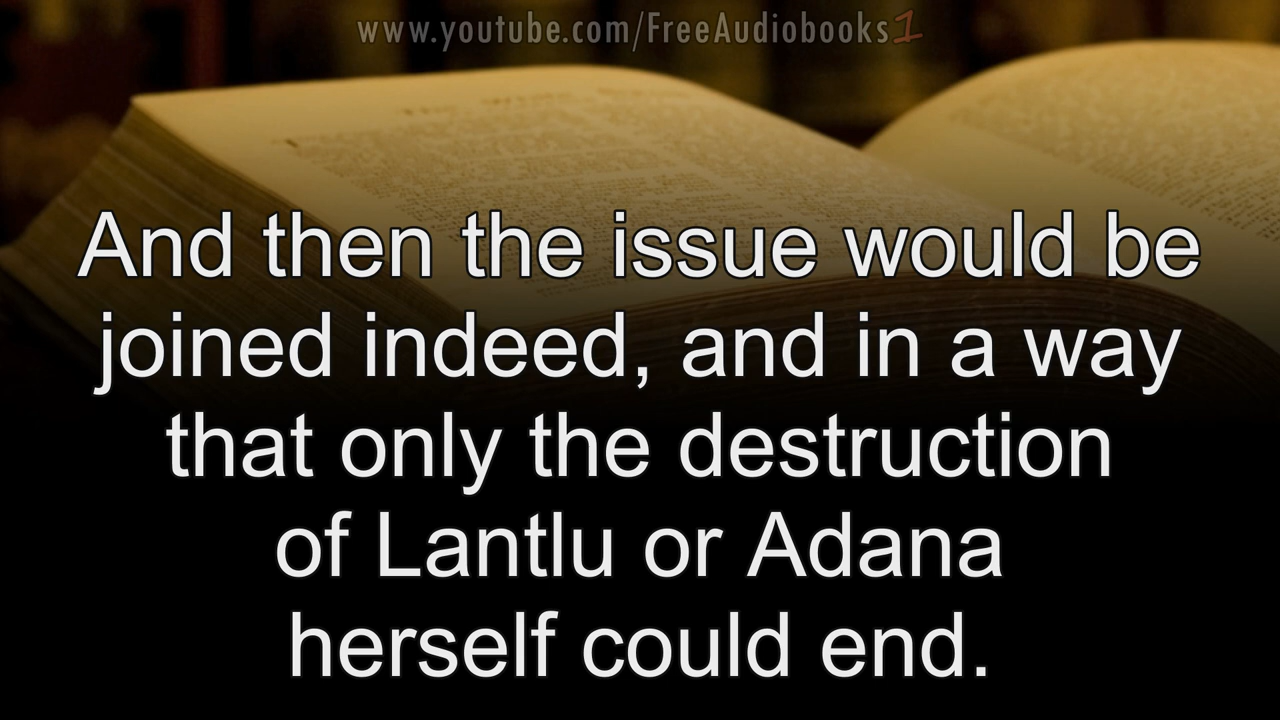 www.youtube.com/FreeAudiobooks1
And then the issue would be
joined indeed, and in a way
that only the destruction
of Lantlu or Adana
herself could end.